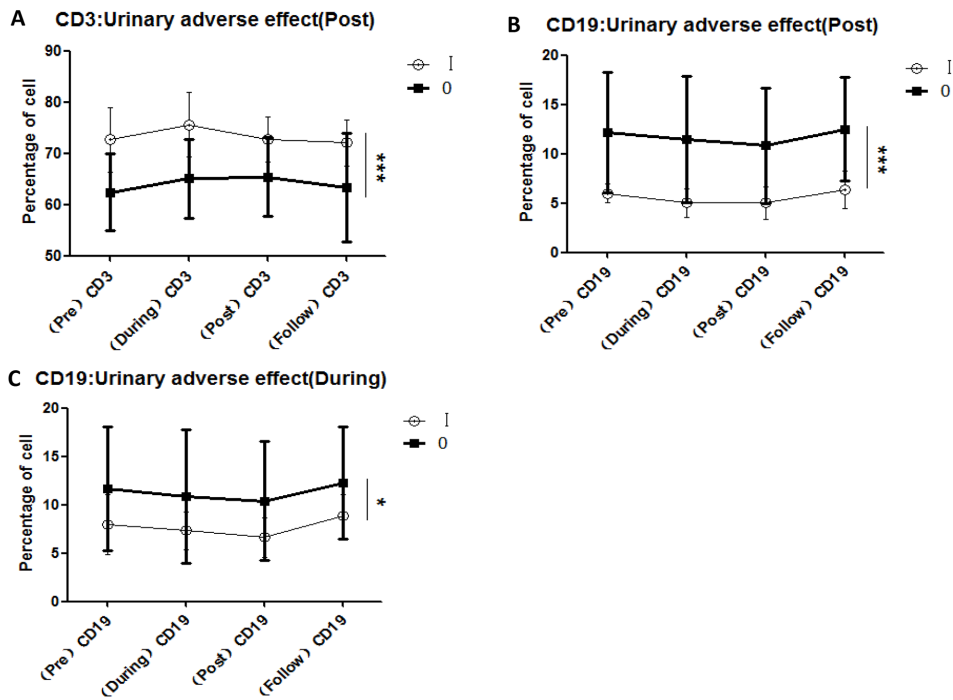 A
CD3:Urinary adverse effect(Post)
90
80
70
60
50
Percentage of cell
I
0
***
(Pre) CD3
(During) CD3
(Post) CD3
(Follow) CD3
B
CD19:Urinary adverse effect(Post)
20
15
10
5
0
Percentage of cell
I
0
***
(Pre) CD19
(During) CD19
(Post) CD19
(Follow) CD19
C
CD19:Urinary adverse effect(During)
20
15
10
5
0
Percentage of cell
I
0
*
(Pre) CD19
(During) CD19
(Post) CD19
(Follow) CD19